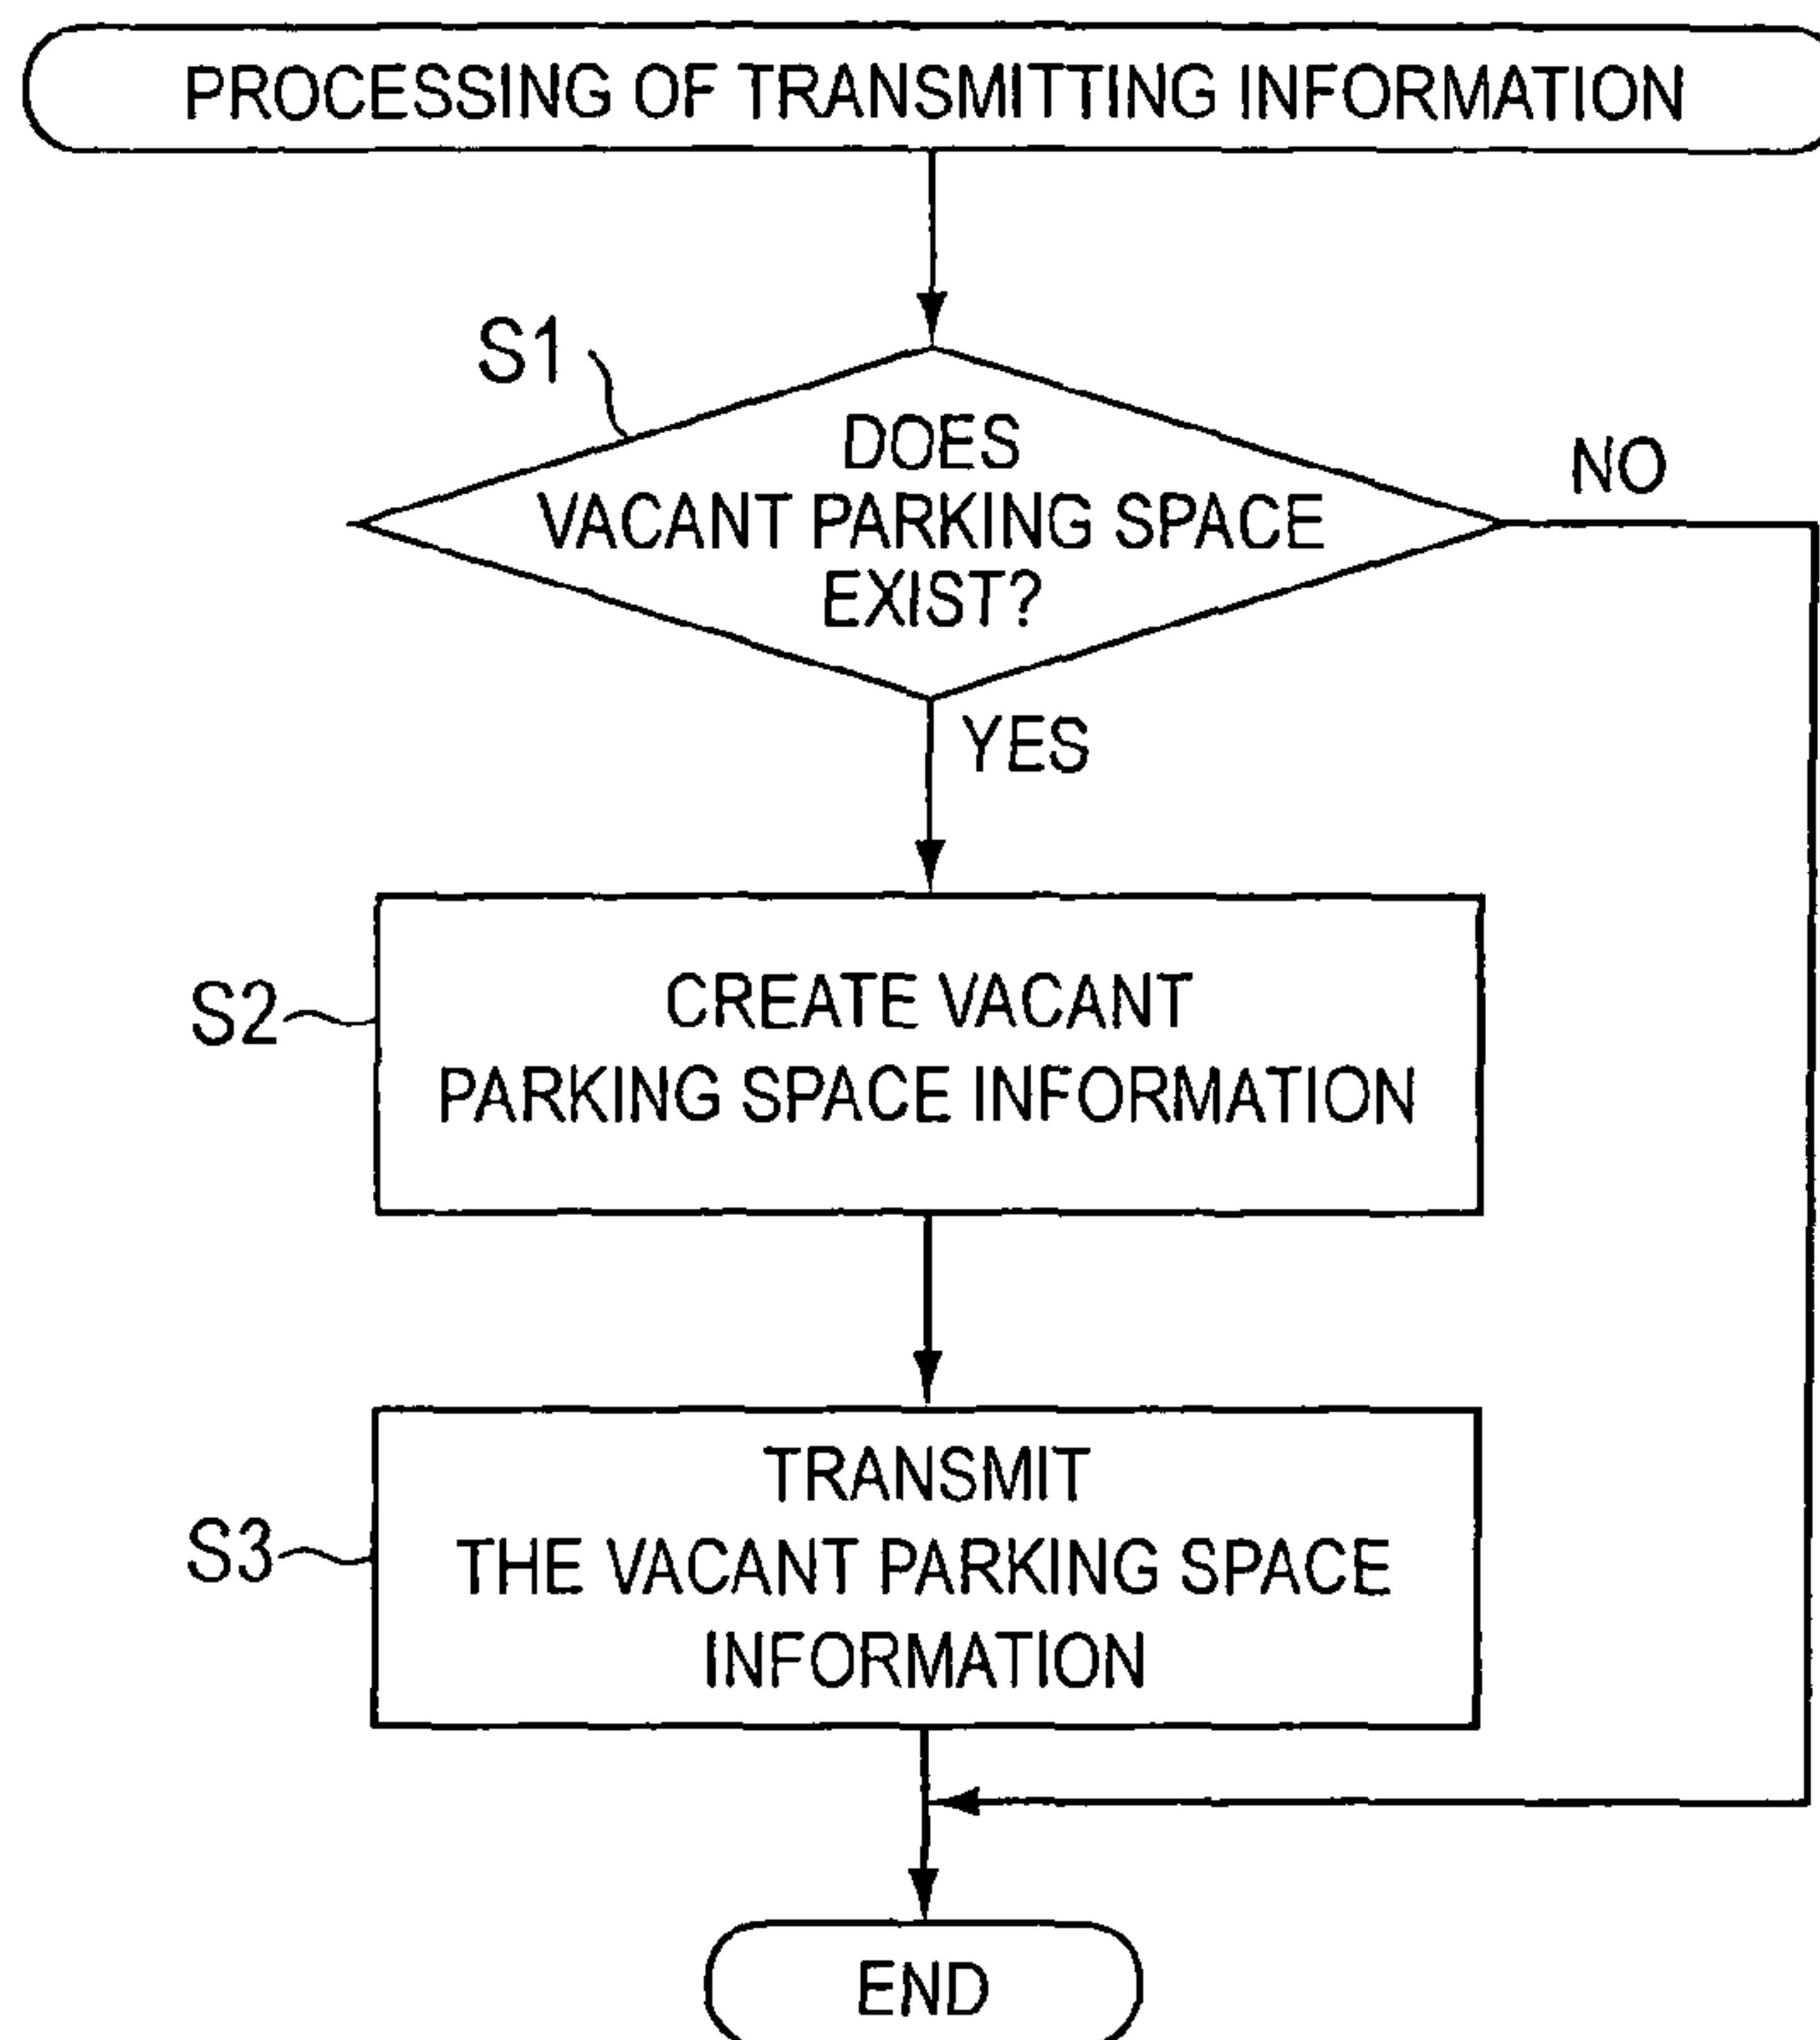 PROCESSING OF TRANSMITTING INFORMATION
S1
DOES
VACANT PARKING SPACE
EXIST?
NO
YES
S2
CREATE VACANT
PARKING SPACE INFORMATION
S3
TRANSMIT
THE VACANT PARKING SPACE
INFORMATION
END